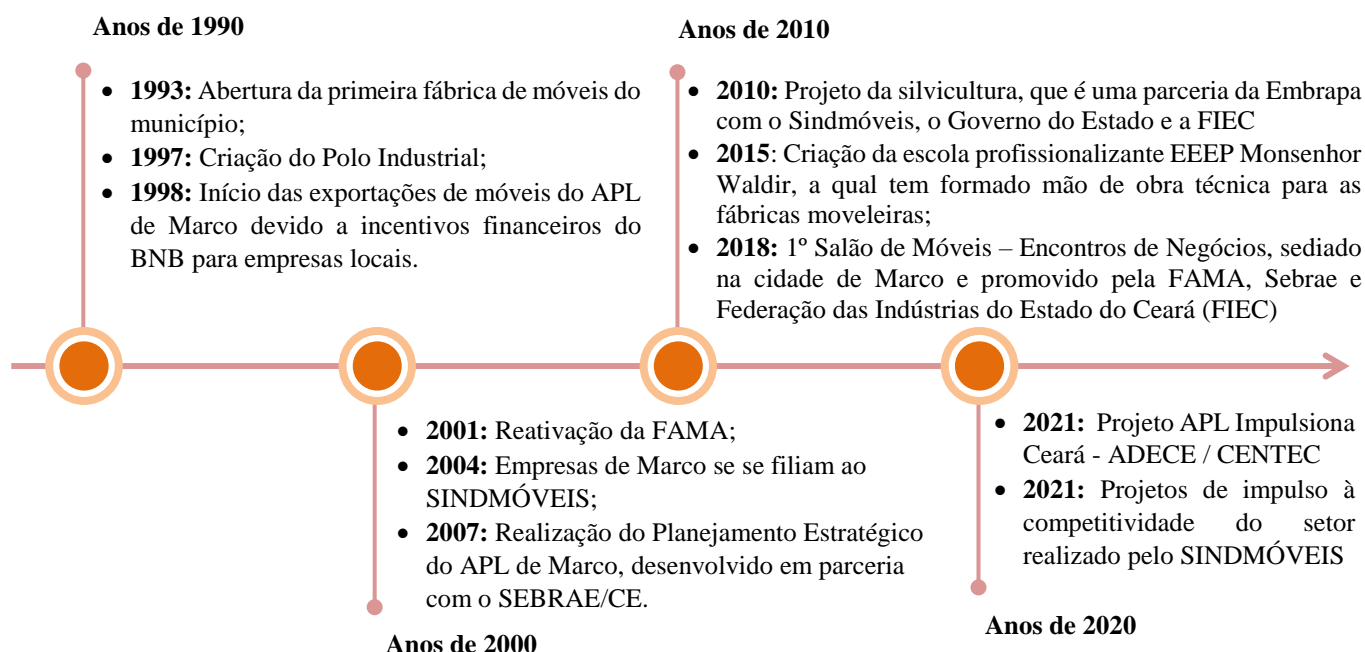 Anos de 1990
• 1993: Abertura da primeira fábrica de móveis do
município;
• 1997: Criação do Polo Industrial;
• 1998: Início das exportações de móveis do APL
de Marco devido a incentivos financeiros do
BNB para empresas locais.
Anos de 2010
• 2010: Projeto da silvicultura, que é uma parceria da Embrapa
com o Sindmóveis, o Governo do Estado e a FIEC
• 2015: Criação da escola profissionalizante EEEP Monsenhor
Waldir, a qual tem formado mão de obra técnica para as
fábricas moveleiras;
• 2018: 1º Salão de Móveis – Encontros de Negócios, sediado
na cidade de Marco e promovido pela FAMA, Sebrae e
Federação das Indústrias do Estado do Ceará (FIEC)
• 2001: Reativação da FAMA;
• 2004: Empresas de Marco se se filiam ao
SINDMÓVEIS;
• 2007: Realização do Planejamento Estratégico
do APL de Marco, desenvolvido em parceria
com o SEBRAE/CE.
Anos de 2000
• 2021: Projeto APL Impulsiona
Ceará - ADECE / CENTEC
• 2021: Projetos de impulso à
competitividade do setor
realizado pelo SINDMÓVEIS
Anos de 2020